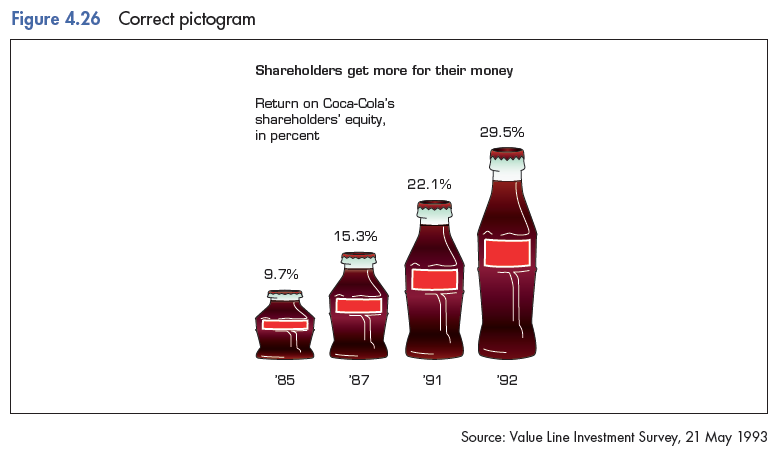 Figure 4.26 Correct pictogram
Shareholders get more for their money
Return on Coca-Cola's
shareholders' equity,
in percent
9.7%
15.3%
22.1%
29.5%
'85
'87
'91
'92
Source: Value Line Investment Survey, 21 May 1993